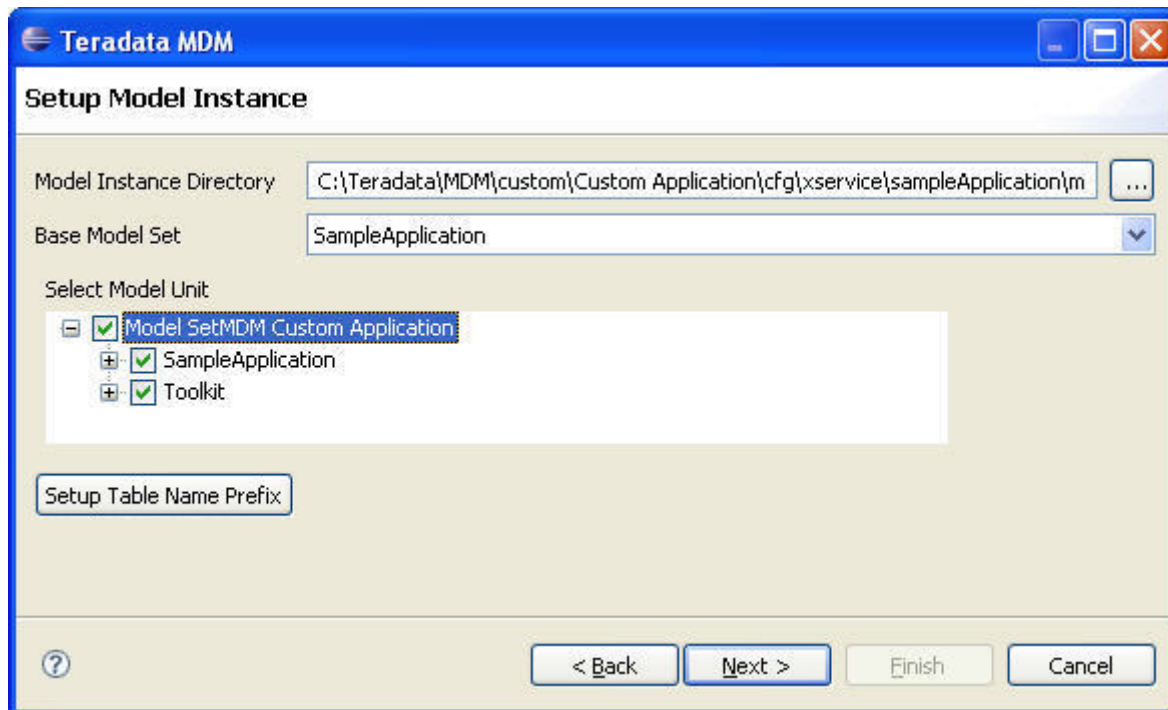 Teradata MDM
Setup Model Instance
Model Instance Directory C:\Teradata\MDM\custom\Custom Application\cfg\xservice\sampleApplication\m ...
Base Model Set SampleApplication
Select Model Unit
Model SetMDM Custom Application
SampleApplication
Toolkit
Setup Table Name Prefix
? < Back Next > Finish Cancel